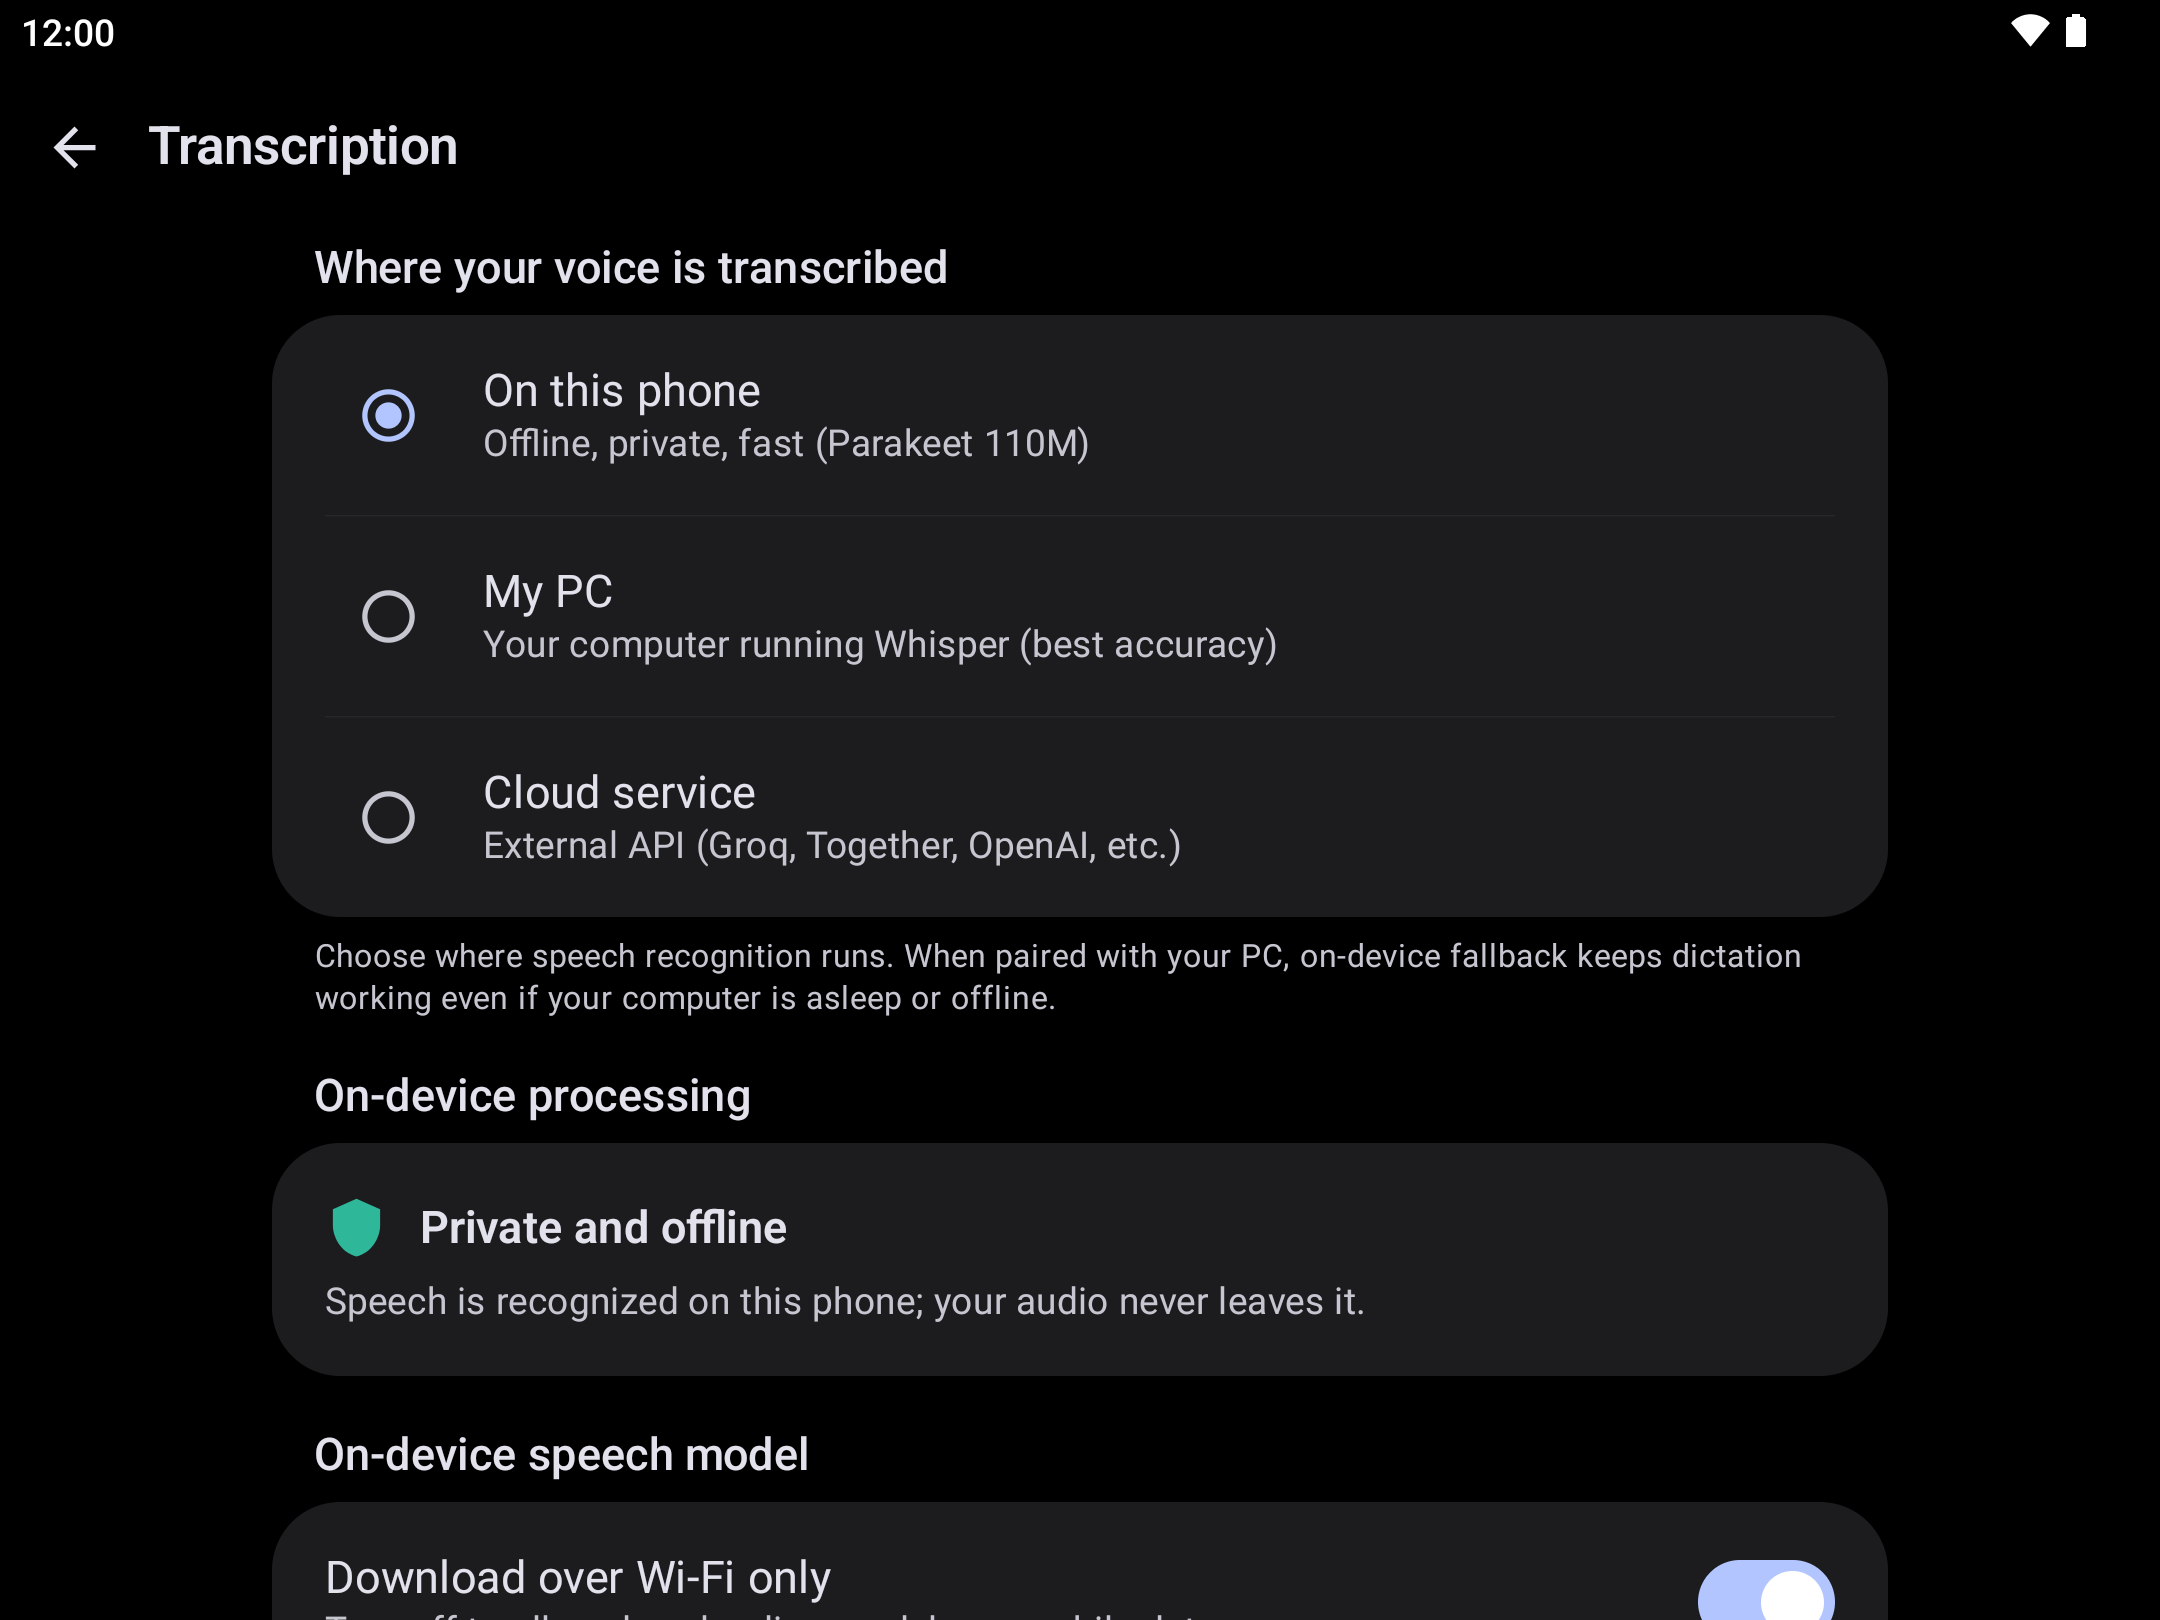 12:00
Transcription
Where your voice is transcribed
On this phone
Offline, private, fast (Parakeet 110M)
My PC
Your computer running Whisper (best accuracy)
Cloud service
External API (Groq, Together, OpenAI, etc.)
Choose where speech recognition runs. When paired with your PC, on-device fallback keeps dictation
working even if your computer is asleep or offline.
On-device processing
Private and offline
Speech is recognized on this phone; your audio never leaves it.
On-device speech model
Download over Wi-Fi only